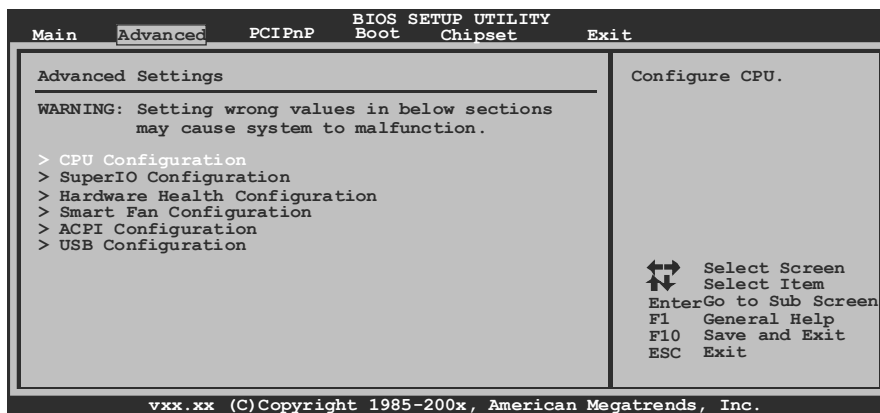 BIOS SETUP UTILITY
Main Advanced PCIPnP Boot Chipset Exit
Advanced Settings
WARNING: Setting wrong values in below sections
may cause system to malfunction.
> CPU Configuration
> SuperIO Configuration
> Hardware Health Configuration
> Smart Fan Configuration
> ACPI Configuration
> USB Configuration
Configure CPU.
Select Screen
Select Item
Enter Go to Sub Screen
F1 General Help
F10 Save and Exit
ESC Exit
vxx.xx (C)Copyright 1985-200x, American Megatrends, Inc.